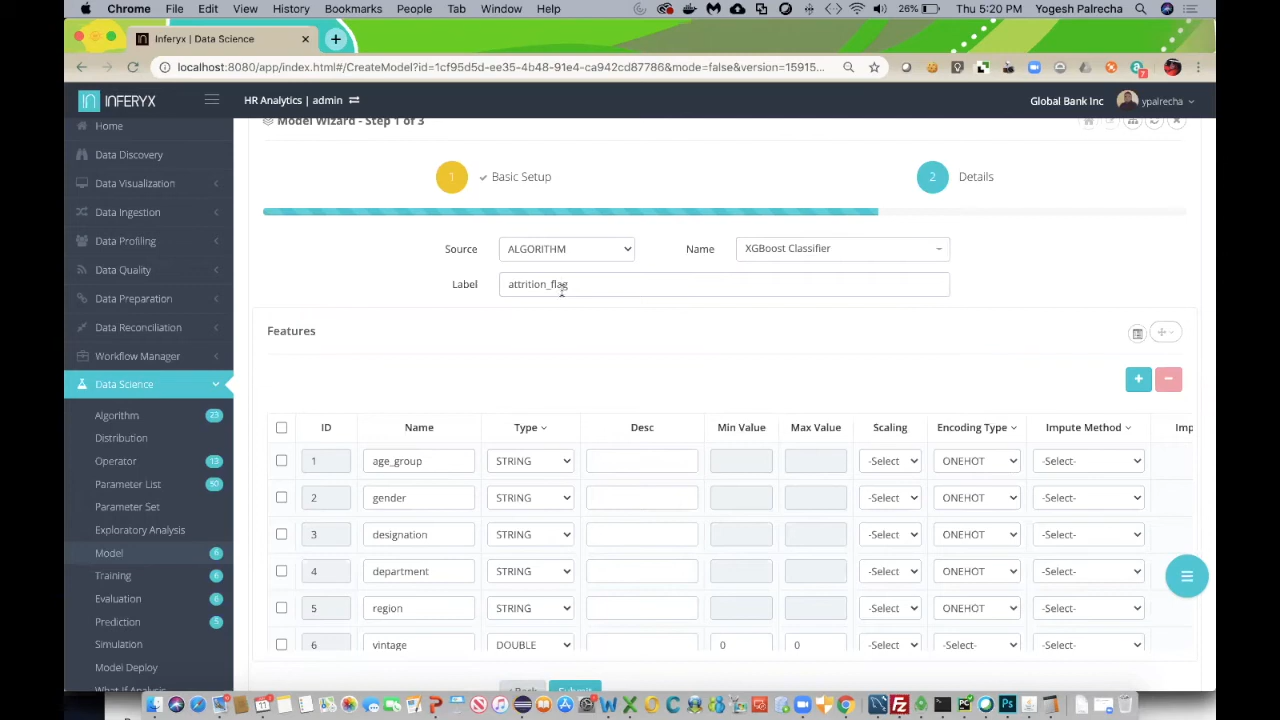 Chrome File Edit View History Bookmarks People Tab Window Help 26% Thu 5:20 PM Yogesh Palrecha
Inferyx | Data Science
localhost:8080/app/index.html#/CreateModel?id=1cf95d5d-ee35-4b48-91e4-ca942cd87786&mode=false&version=15915...
INFERYX HR Analytics | admin Global Bank Inc ypalrecha
Home
Data Discovery
Data Visualization
Data Ingestion
Data Profiling
Data Quality
Data Preparation
Data Reconciliation
Workflow Manager
Data Science
Algorithm 23
Distribution
Operator 13
Parameter List 50
Parameter Set
Exploratory Analysis
Model 6
Training 6
Evaluation 6
Prediction 5
Simulation
Model Deploy
What If Analysis
Model Wizard - Step 1 of 3
1 Basic Setup 2 Details
Source ALGORITHM Name XGBoost Classifier
Label attrition_flag
Features
ID Name Type Desc Min Value Max Value Scaling Encoding Type Impute Method Imp
1 age_group STRING -Select ONEHOT -Select-
2 gender STRING -Select ONEHOT -Select-
3 designation STRING -Select ONEHOT -Select-
4 department STRING -Select ONEHOT -Select-
5 region STRING -Select ONEHOT -Select-
6 vintage DOUBLE 0 0 -Select -Select- -Select-
Back Submit